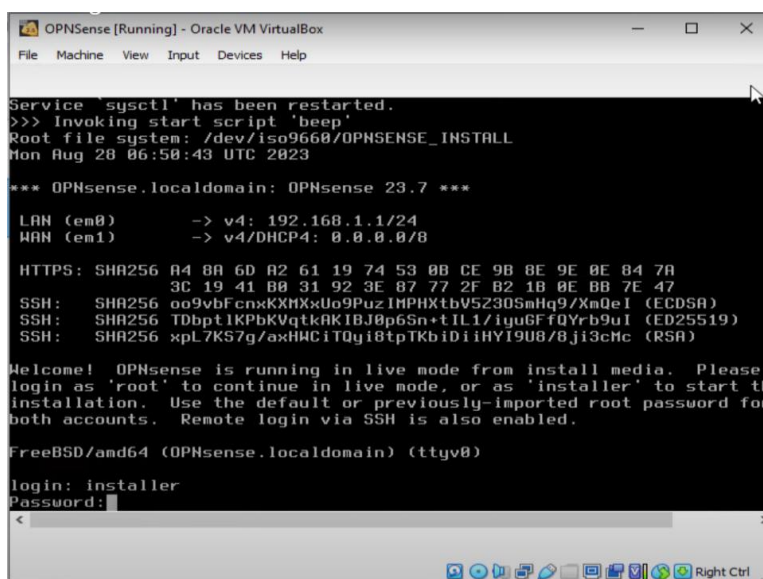 OPNSense [Running] - Oracle VM VirtualBox
File Machine View Input Devices Help
Service `sysctl' has been restarted.
>>> Invoking start script 'beep'
Root file system: /dev/iso9660/OPNSENSE_INSTALL
Mon Aug 28 06:50:43 UTC 2023
*** OPNsense.localdomain: OPNsense 23.7 ***
LAN (em0) -> v4: 192.168.1.1/24
WAN (em1) -> v4/DHCP4: 0.0.0.0/8
HTTPS: SHA256 A4 8A 6D A2 61 19 74 53 0B CE 9B 8E 9E 0E 84 7A
3C 19 41 B0 31 92 3E 87 77 2F B2 1B 0E BB 7E 47
SSH: SHA256 oo9vbFcnxKXMXxUo9PuzIMPHXtbV5Z3OSmHq9/XmQeI (ECDSA)
SSH: SHA256 TDbptlKPbKVqtkAKIBJ0p6Sn+tIL1/iyuGFfQYrb9uI (ED25519)
SSH: SHA256 xpL7KS7g/axHWCiTQyi8tpTKbiDiiHYI9U8/8ji3cMc (RSA)
Welcome! OPNsense is running in live mode from install media. Please
login as 'root' to continue in live mode, or as 'installer' to start th
installation. Use the default or previously-imported root password fo
both accounts. Remote login via SSH is also enabled.
FreeBSD/amd64 (OPNsense.localdomain) (ttyv0)
login: installer
Password:
Right Ctrl